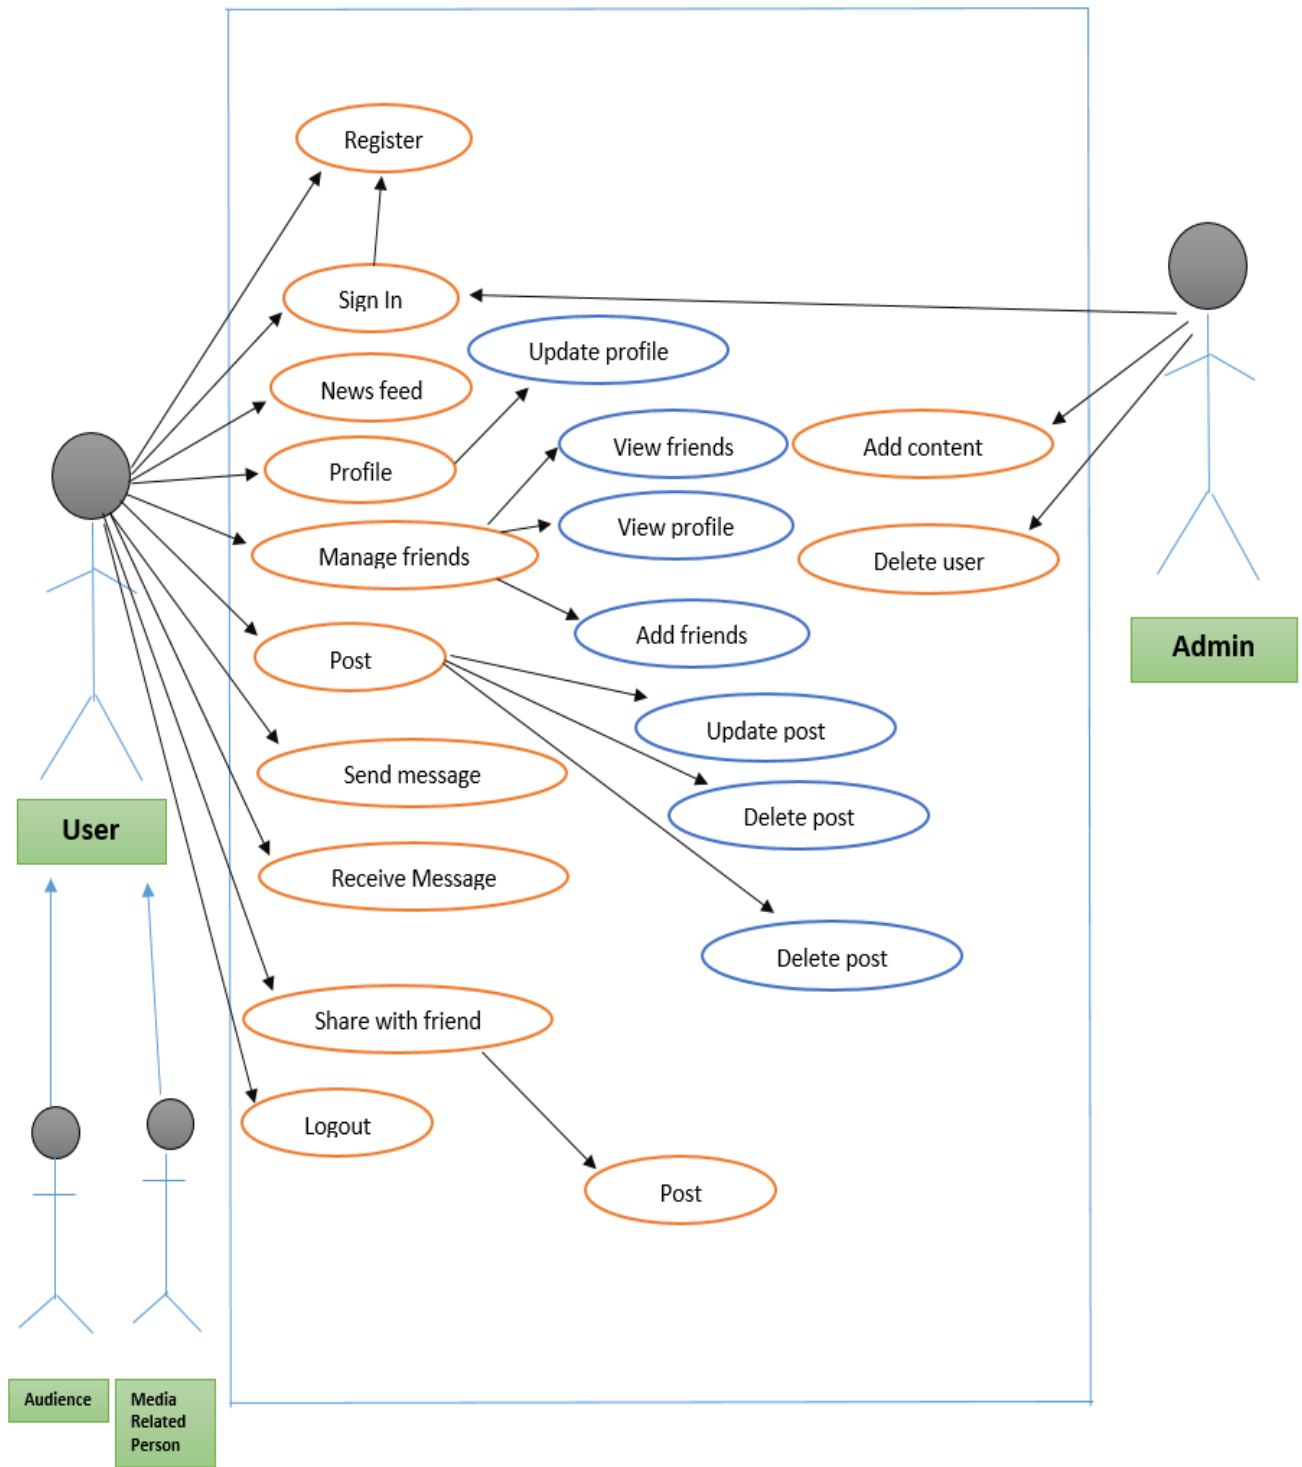 Register
Sign In
Update profile
News feed
View friends
Add content
Profile
View profile
Manage friends
Delete user
Add friends
Admin
Post
Update post
Send message
Delete post
User
Receive Message
Delete post
Share with friend
Logout
Post
Audience
Media
Related
Person